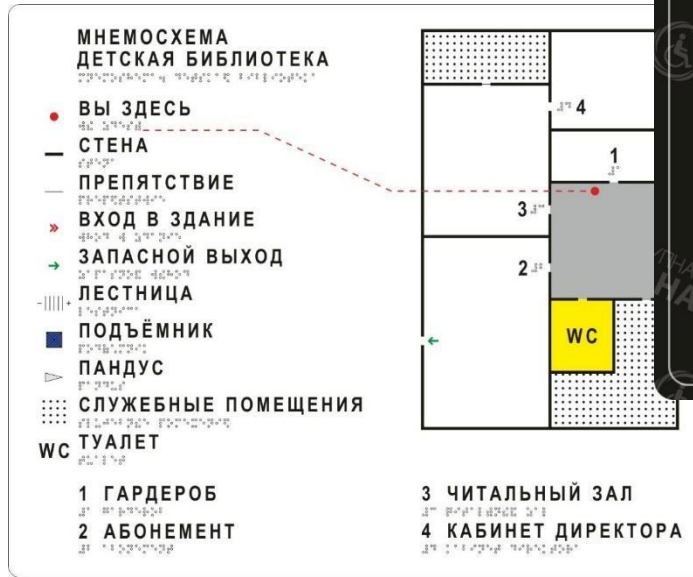 МНЕМОСХЕМА
ДЕТСКАЯ БИБЛИОТЕКА
ВЫ ЗДЕСЬ
СТЕНА
ПРЕПЯТСТВИЕ
ВХОД В ЗДАНИЕ
ЗАПАСНОЙ ВЫХОД
ЛЕСТНИЦА
ПОДЪЁМНИК
ПАНДУС
СЛУЖЕБНЫЕ ПОМЕЩЕНИЯ
WC ТУАЛЕТ
4
1
3
2
WC
1 ГАРДЕРОБ
2 АБОНЕМЕНТ
3 ЧИТАЛЬНЫЙ ЗАЛ
4 КАБИНЕТ ДИРЕКТОРА